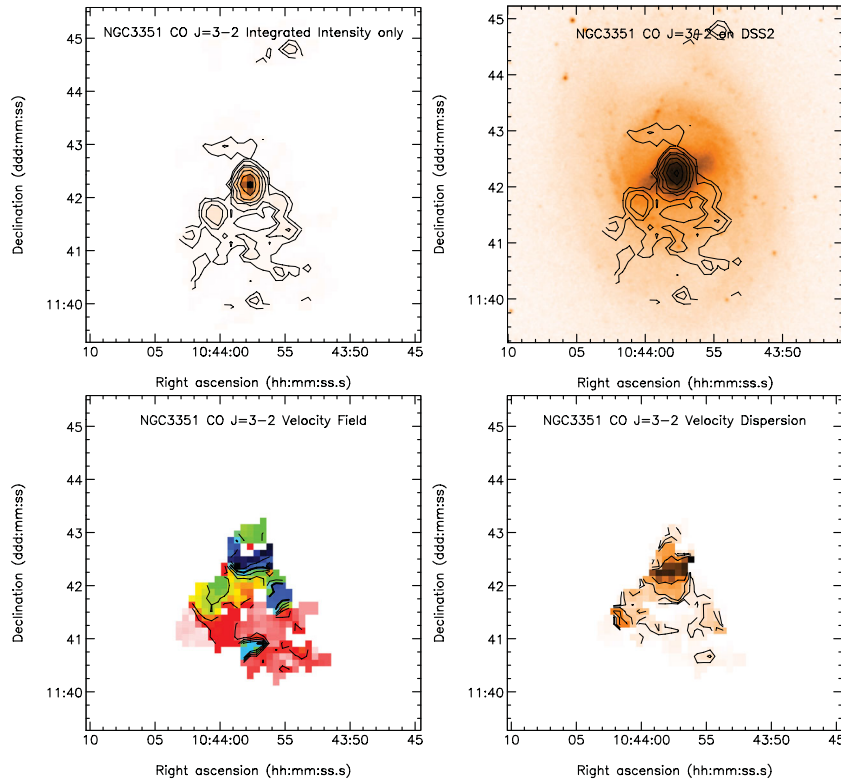 NGC3351 CO J=3-2 Integrated Intensity only
45
44
43
42
41
11:40
Declination (ddd:mm:ss)
10 05 10:44:00 55 43:50 45
Right ascension (hh:mm:ss.s)
NGC3351 CO J=3-2 on DSS2
45
44
43
42
41
11:40
Declination (ddd:mm:ss)
10 05 10:44:00 55 43:50
Right ascension (hh:mm:ss.s)
NGC3351 CO J=3-2 Velocity Field
45
44
43
42
41
11:40
Declination (ddd:mm:ss)
10 05 10:44:00 55 43:50 45
Right ascension (hh:mm:ss.s)
NGC3351 CO J=3-2 Velocity Dispersion
45
44
43
42
41
11:40
Declination (ddd:mm:ss)
10 05 10:44:00 55 43:50 45
Right ascension (hh:mm:ss.s)